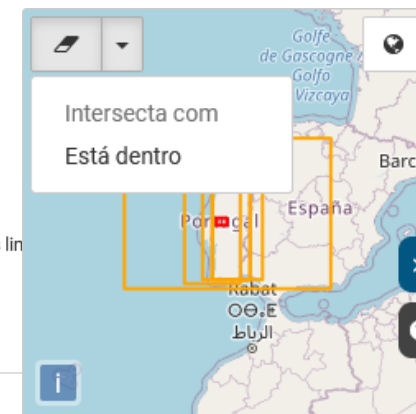 Golfe
de Gascogne /
Golfo
Vizcaya
Intersecta com
Está dentro
Barc
España
Portugal
s lin
Rabat
ⵔⴱⴰⵟ
الرباط
i